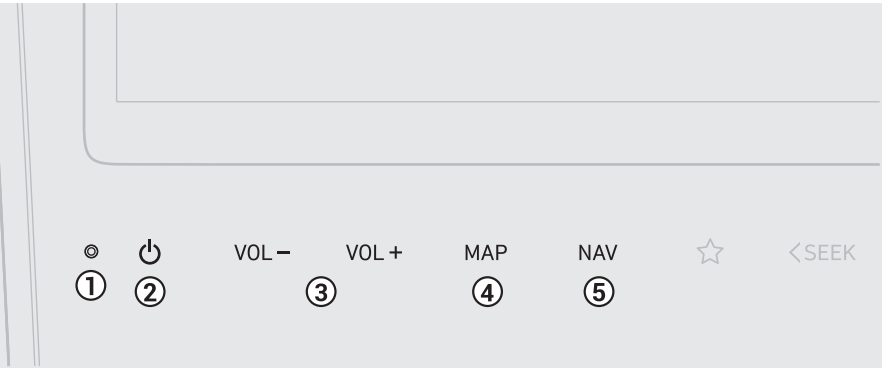 VOL− VOL+ MAP NAV <SEEK
① ② ③ ④ ⑤